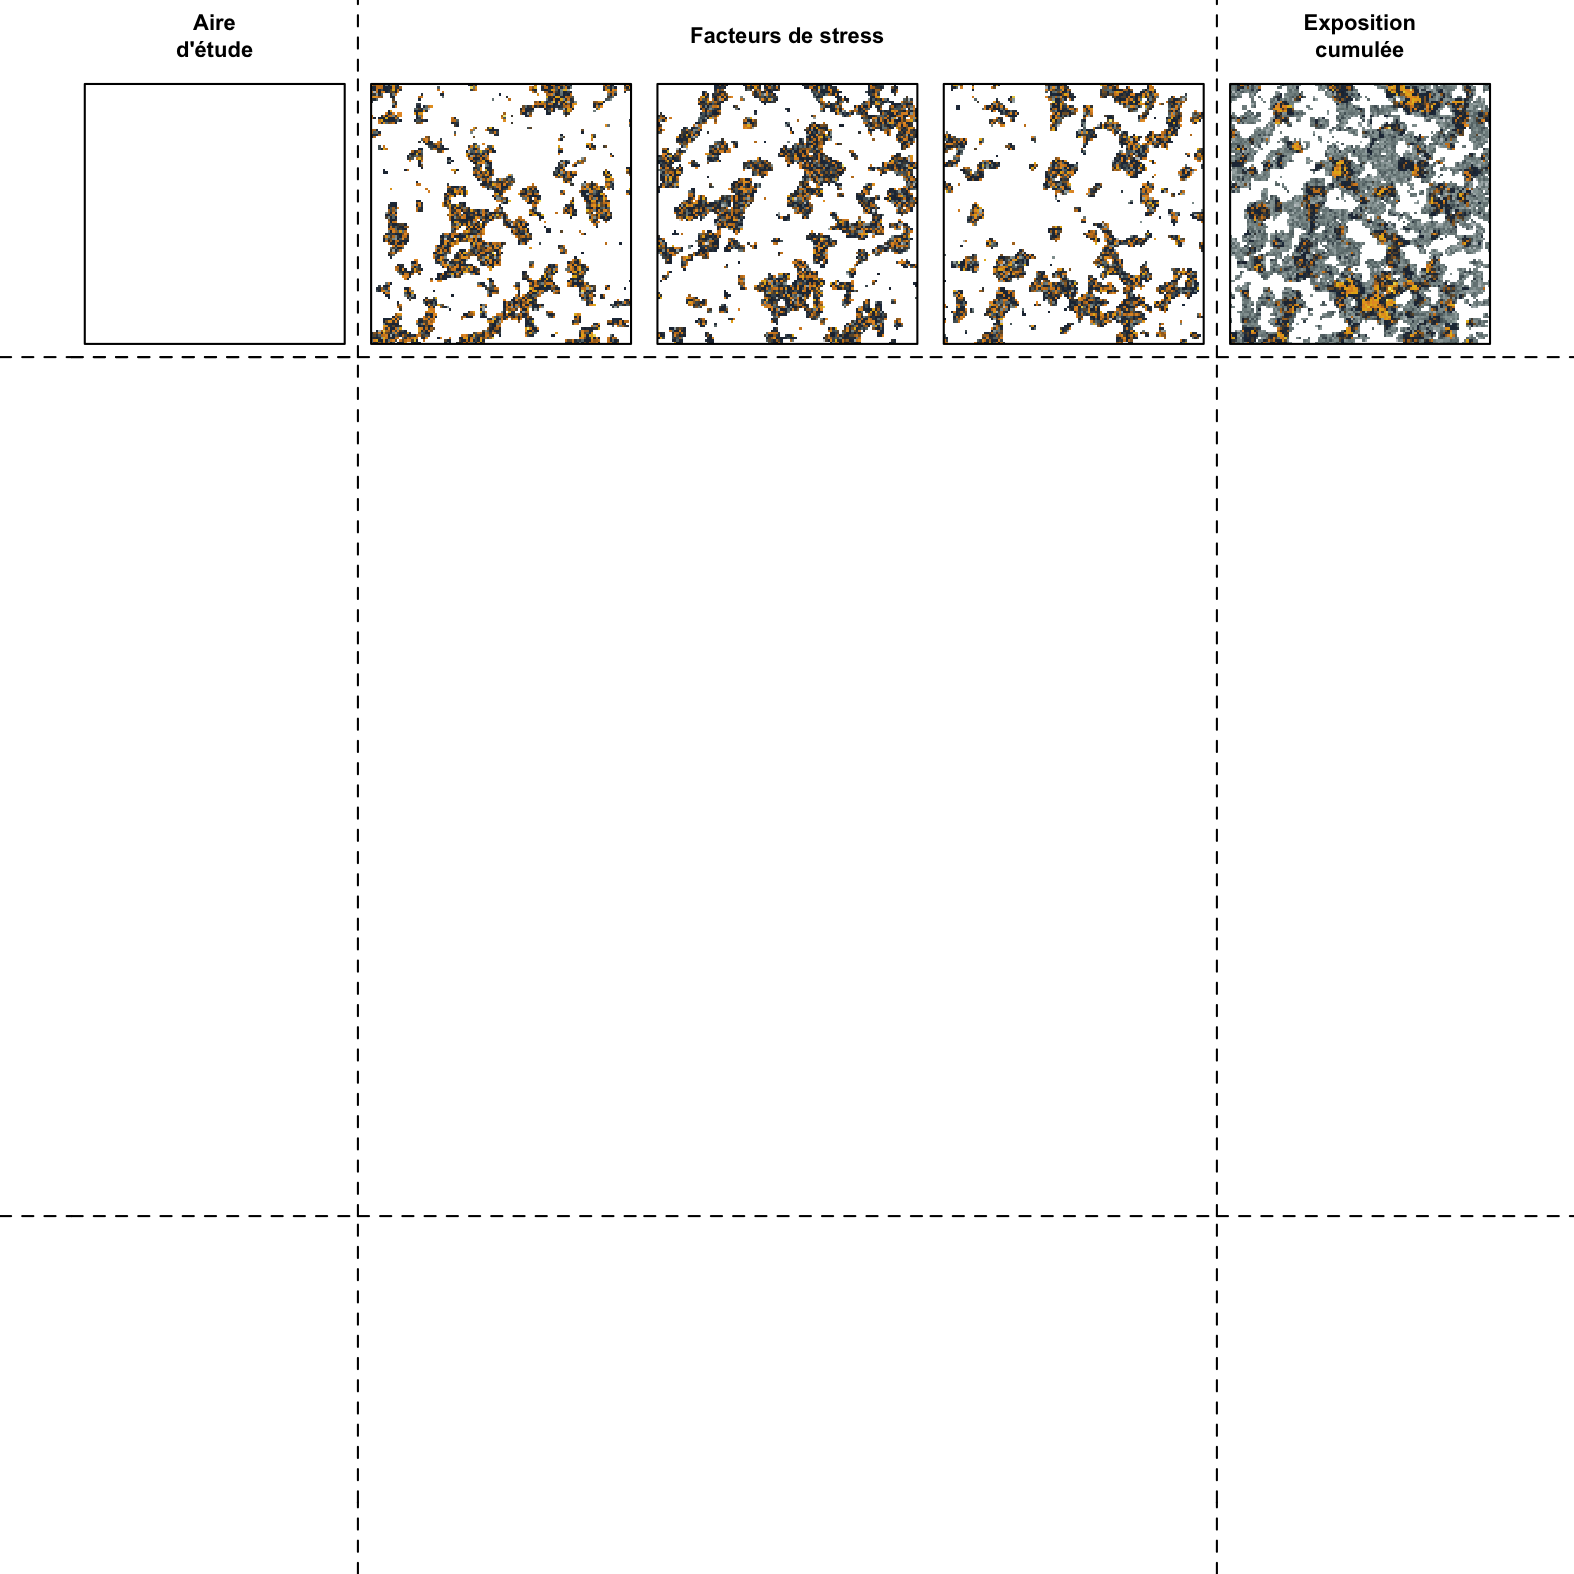 Aire
d'étude
Facteurs de stress
Exposition
cumulée